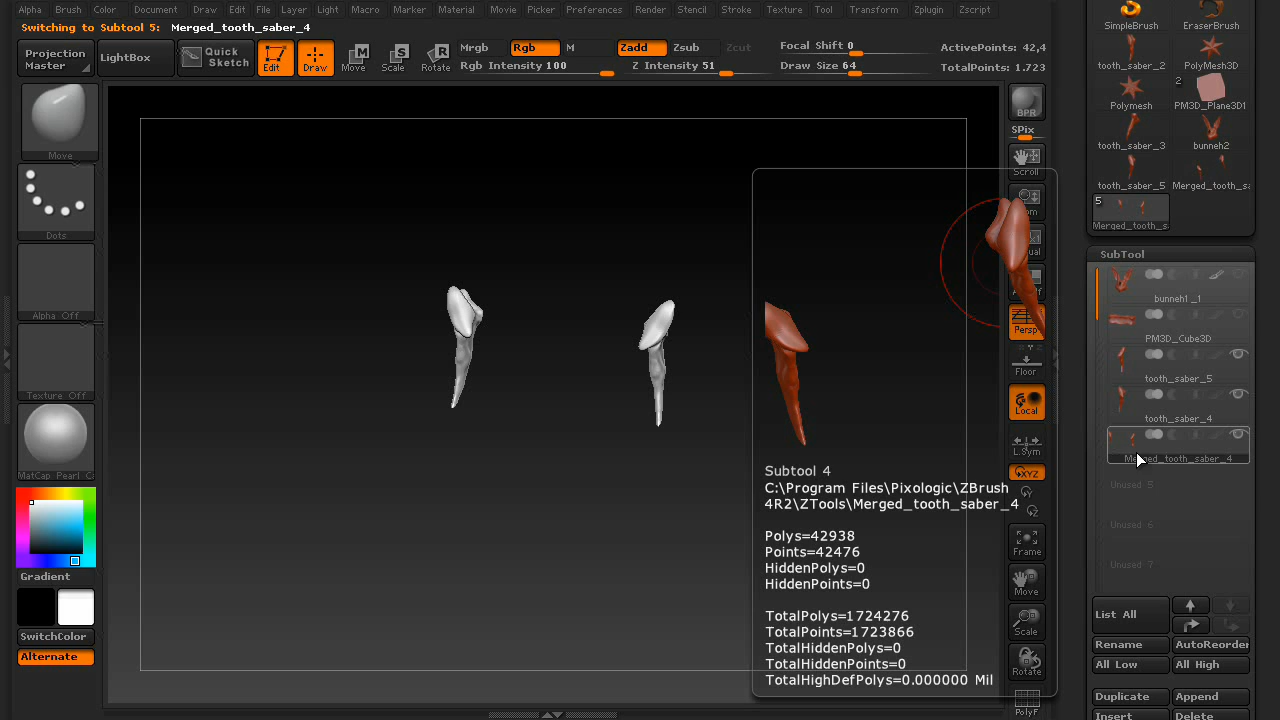 Alpha Brush Color Document Draw Edit File Layer Light Macro Marker Material Movie Picker Preferences Render Stencil Stroke Texture Tool Transform Zplugin Zscript
Switching to Subtool 5: Merged_tooth_saber_4
Projection Master
LightBox
Quick Sketch
Edit
Draw
Move
Scale
Rotate
Mrgb Rgb M
Rgb Intensity 100
Zadd Zsub Zcut
Z Intensity 51
Focal Shift 0
Draw Size 64
ActivePoints: 42,4
TotalPoints: 1.723
Move
Dots
Alpha Off
Texture Off
MatCap Pearl Ca
Gradient
SwitchColor
Alternate
BPR
SPix
Scroll
Persp
Floor
Local
L.Sym
XYZ
Y
Z
Frame
Move
Scale
Rotate
PolyF
SimpleBrush EraserBrush
tooth_saber_2 PolyMesh3D
2
Polymesh PM3D_Plane3D1
tooth_saber_3 bunneh2
tooth_saber_5 Merged_tooth_sa
5
Merged_tooth_s
SubTool
bunneh1_1
PM3D_Cube3D
tooth_saber_5
tooth_saber_4
Merged_tooth_saber_4
Unused 5
Unused 6
Unused 7
List All
Rename AutoReorder
All Low All High
Duplicate Append
Insert Delete
Subtool 4
C:\Program Files\Pixologic\ZBrush
4R2\ZTools\Merged_tooth_saber_4
Polys=42938
Points=42476
HiddenPolys=0
HiddenPoints=0
TotalPolys=1724276
TotalPoints=1723866
TotalHiddenPolys=0
TotalHiddenPoints=0
TotalHighDefPolys=0.000000 Mil